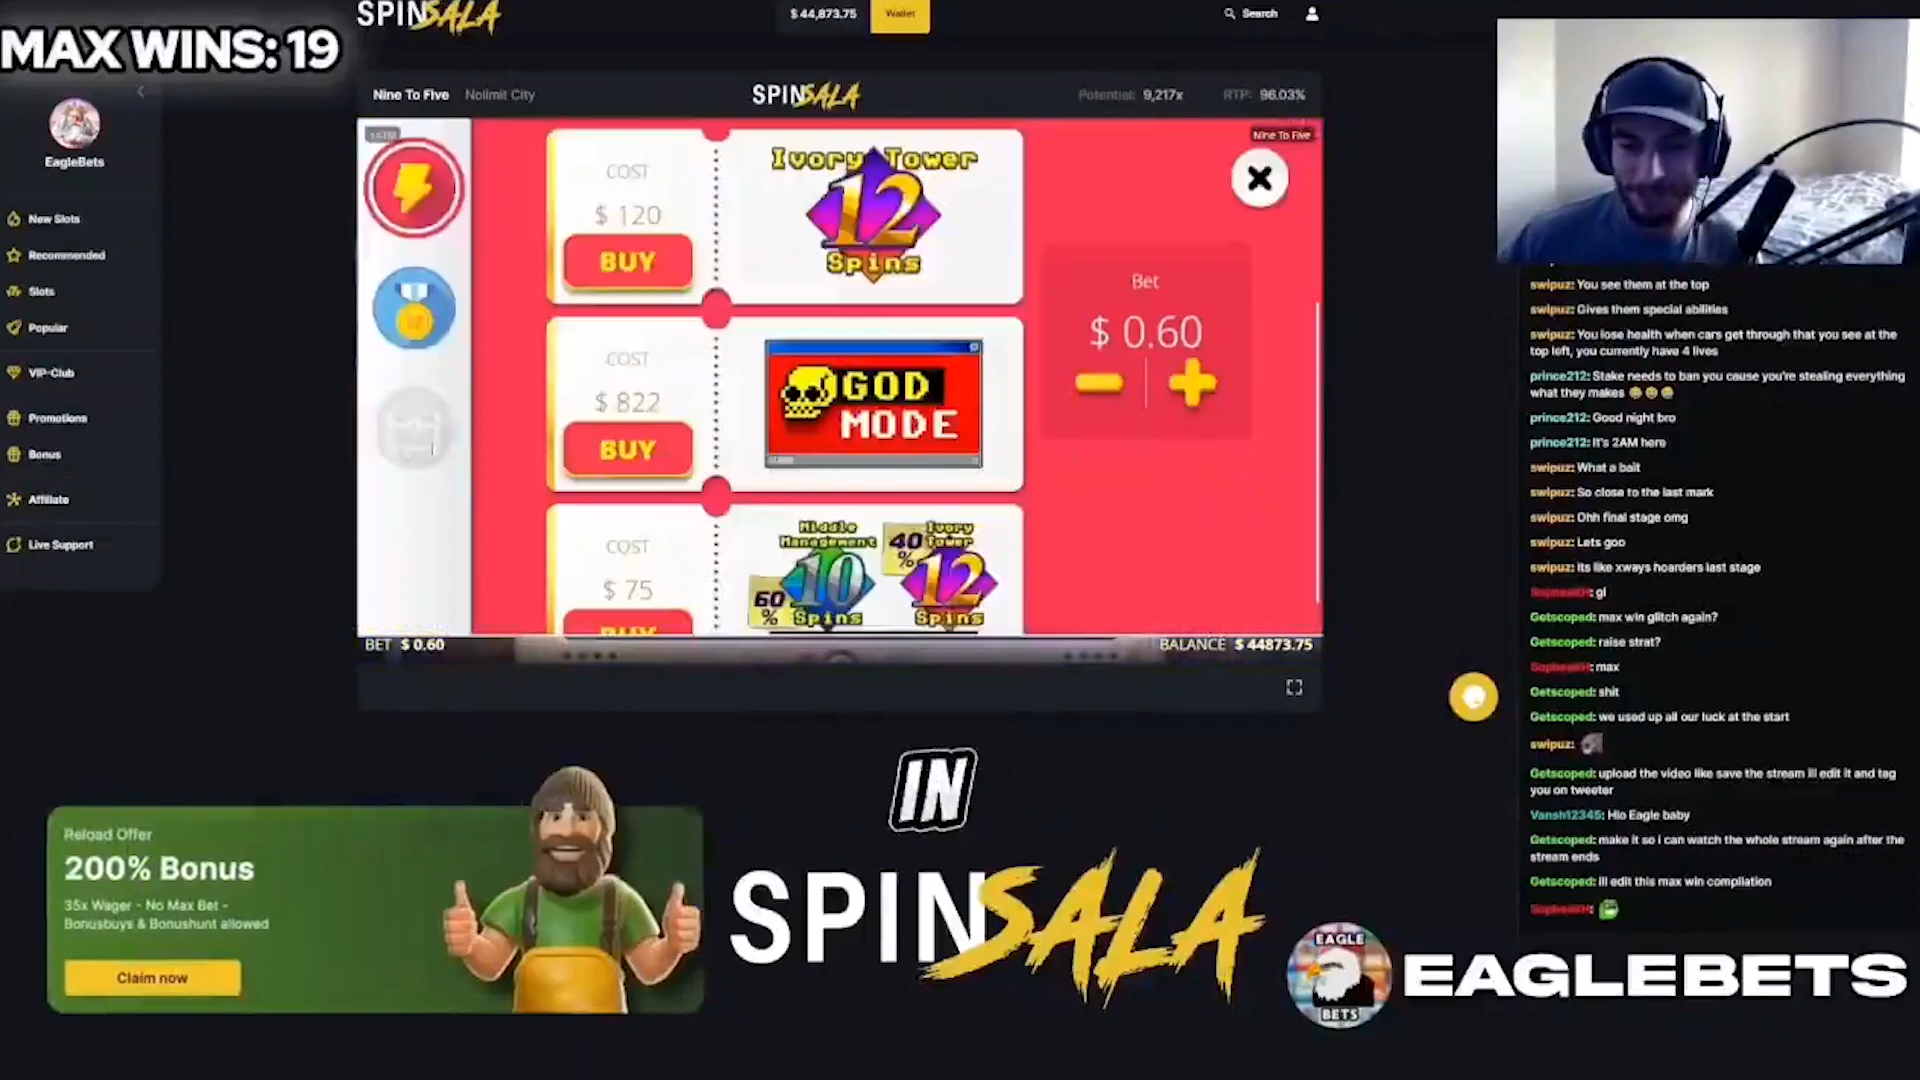 MAX WINS: 19
SPINSALA
$ 44,873.75
Wallet
Search
EagleBets
New Slots
Recommended
Slots
Popular
VIP-Club
Promotions
Bonus
Affiliate
Live Support
Nine To Five Nolimit City
SPINSALA
Potential: 9,217x
RTP: 96.03%
Nine To Five
COST
$ 120
BUY
Ivory Tower
12
Spins
COST
$ 822
BUY
GOD
MODE
COST
$ 75
BUY
Middle
Management
10
Spins
60
%
40
%
Ivory
Tower
12
Spins
Bet
$ 0.60
BET $ 0.60
BALANCE $ 44873.75
swipuz: You see them at the top
swipuz: Gives them special abilities
swipuz: You lose health when cars get through that you see at the
top left, you currently have 4 lives
prince212: Stake needs to ban you cause you're stealing everything
what they makes
prince212: Good night bro
prince212: It's 2AM here
swipuz: What a bait
swipuz: So close to the last mark
swipuz: Ohh final stage omg
swipuz: Lets goo
swipuz: its like xways hoarders last stage
: gl
Getscoped: max win glitch again?
Getscoped: raise strat?
: max
Getscoped: shit
Getscoped: we used up all our luck at the start
swipuz:
Getscoped: upload the video like save the stream ill edit it and tag
you on tweeter
Vansh12345: Hlo Eagle baby
Getscoped: make it so i can watch the whole stream again after the
stream ends
Getscoped: ill edit this max win compilation
Reload Offer
200% Bonus
35x Wager - No Max Bet -
Bonusbuys & Bonushunt allowed
Claim now
IN
SPINSALA
EAGLE
BETS
EAGLEBETS